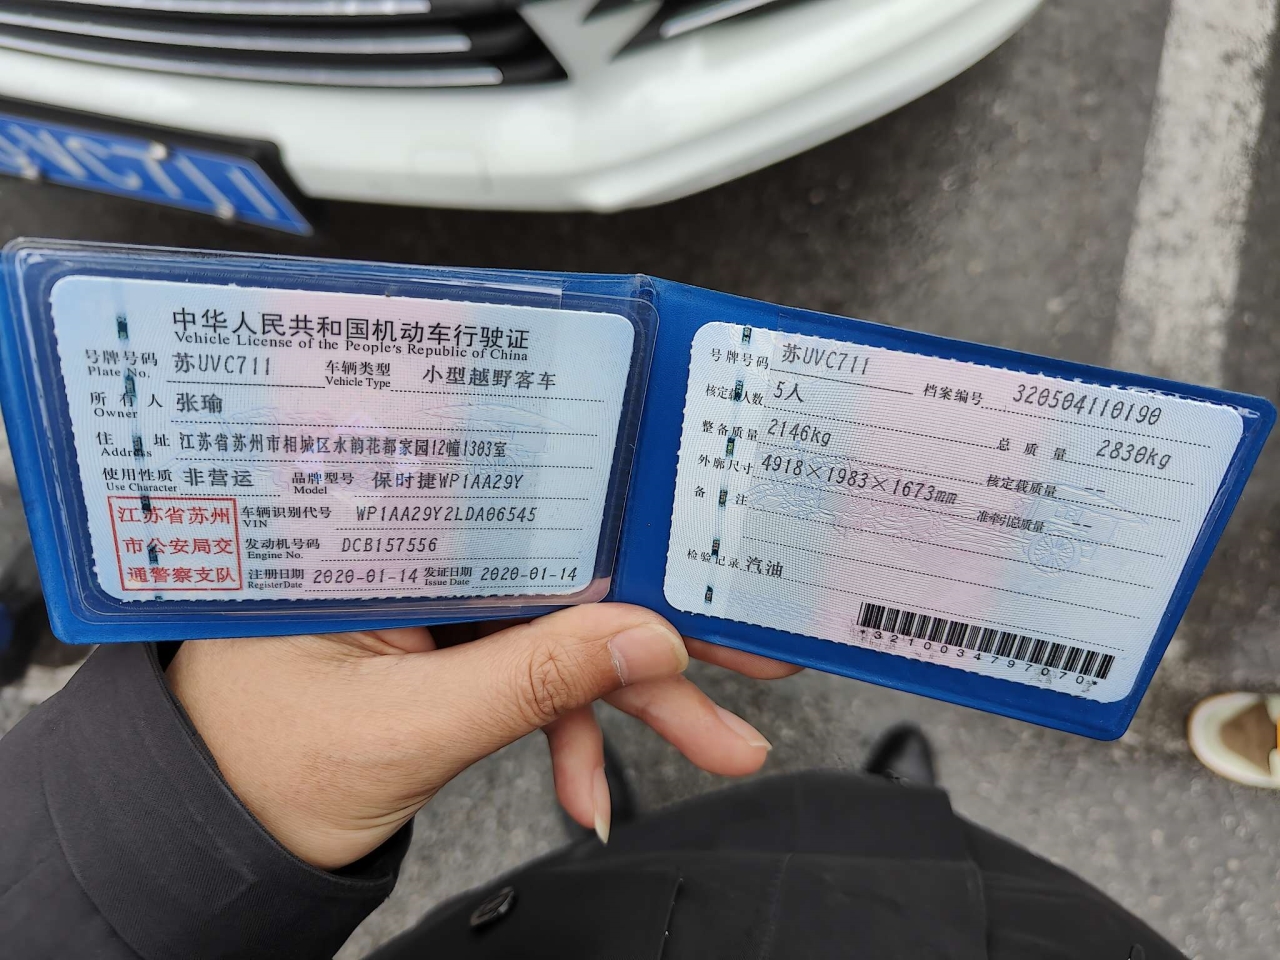 VC711
中华人民共和国机动车行驶证
Vehicle License of the People's Republic of China
号牌号码 苏UVC711 车辆类型 小型越野客车
Plate No. Vehicle Type
所有人 张瑜
Owner
住址 江苏省苏州市相城区水韵花都家园12幢1303室
Address
使用性质 非营运 品牌型号 保时捷WP1AA29Y
Use Character Model
江苏省苏州
市公安局交
通警察支队
车辆识别代号 WP1AA29Y2LDA06545
VIN
发动机号码 DCB157556
Engine No.
注册日期 2020-01-14 发证日期 2020-01-14
Register Date Issue Date
号牌号码 苏UVC711 档案编号 320504110190
核定载人数 5人
整备质量 2146kg 总质量 2830kg
外廓尺寸 4918×1983×1673 核定载质量 --
备注 准牵引总质量 --
检验记录 汽油
*3210034797070*